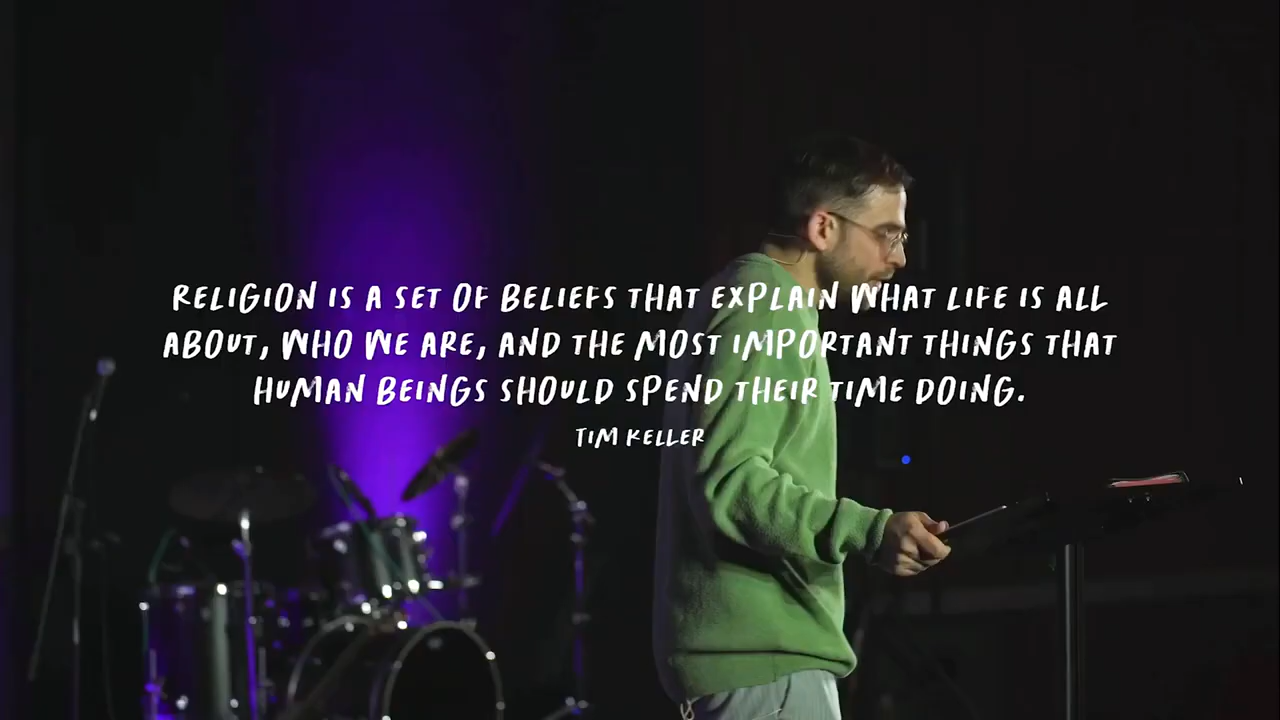 RELIGION IS A SET OF BELIEFS THAT EXPLAIN WHAT LIFE IS ALL
ABOUT, WHO WE ARE, AND THE MOST IMPORTANT THINGS THAT
HUMAN BEINGS SHOULD SPEND THEIR TIME DOING.
TIM KELLER